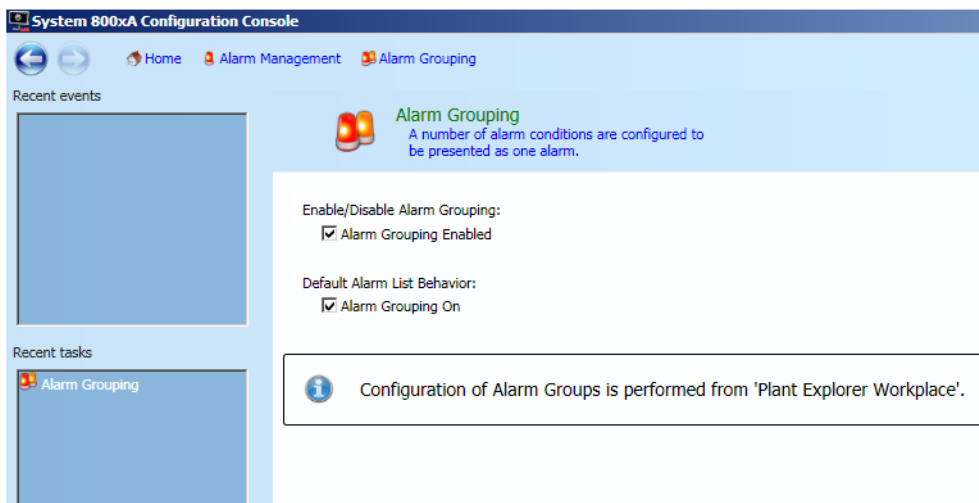 System 800xA Configuration Console
Home Alarm Management Alarm Grouping
Recent events
Alarm Grouping
A number of alarm conditions are configured to
be presented as one alarm.
Enable/Disable Alarm Grouping:
Alarm Grouping Enabled
Default Alarm List Behavior:
Alarm Grouping On
Recent tasks
Alarm Grouping
Configuration of Alarm Groups is performed from 'Plant Explorer Workplace'.